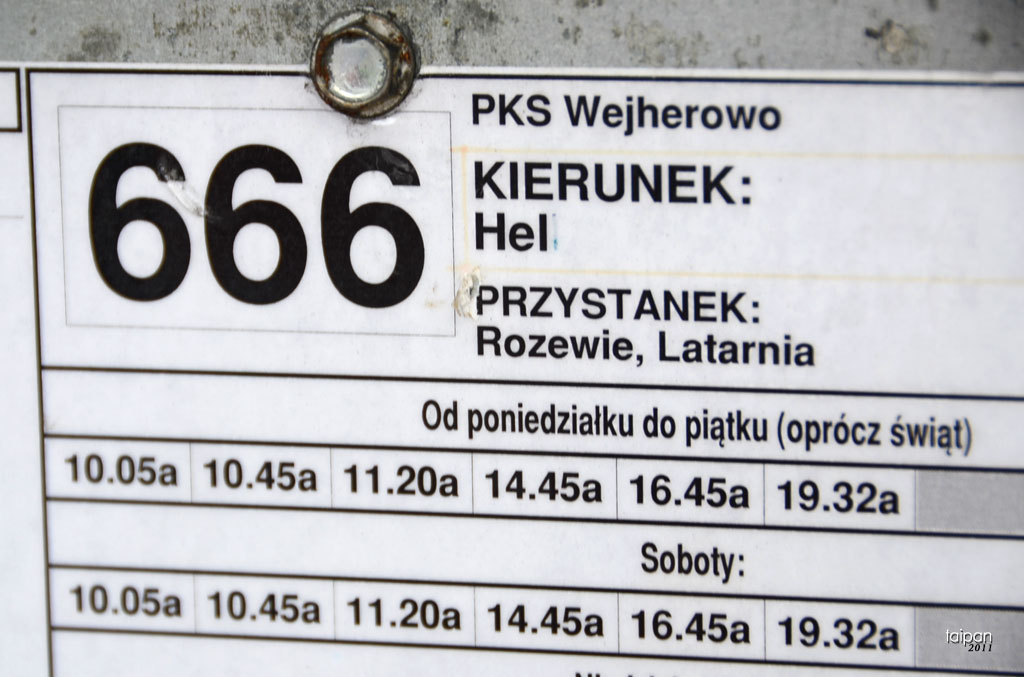 666
PKS Wejherowo
KIERUNEK:
Hel
PRZYSTANEK:
Rozewie, Latarnia
Od poniedziałku do piątku (oprócz świąt)
10.05a 10.45a 11.20a 14.45a 16.45a 19.32a
Soboty:
10.05a 10.45a 11.20a 14.45a 16.45a 19.32a
taipan
2011